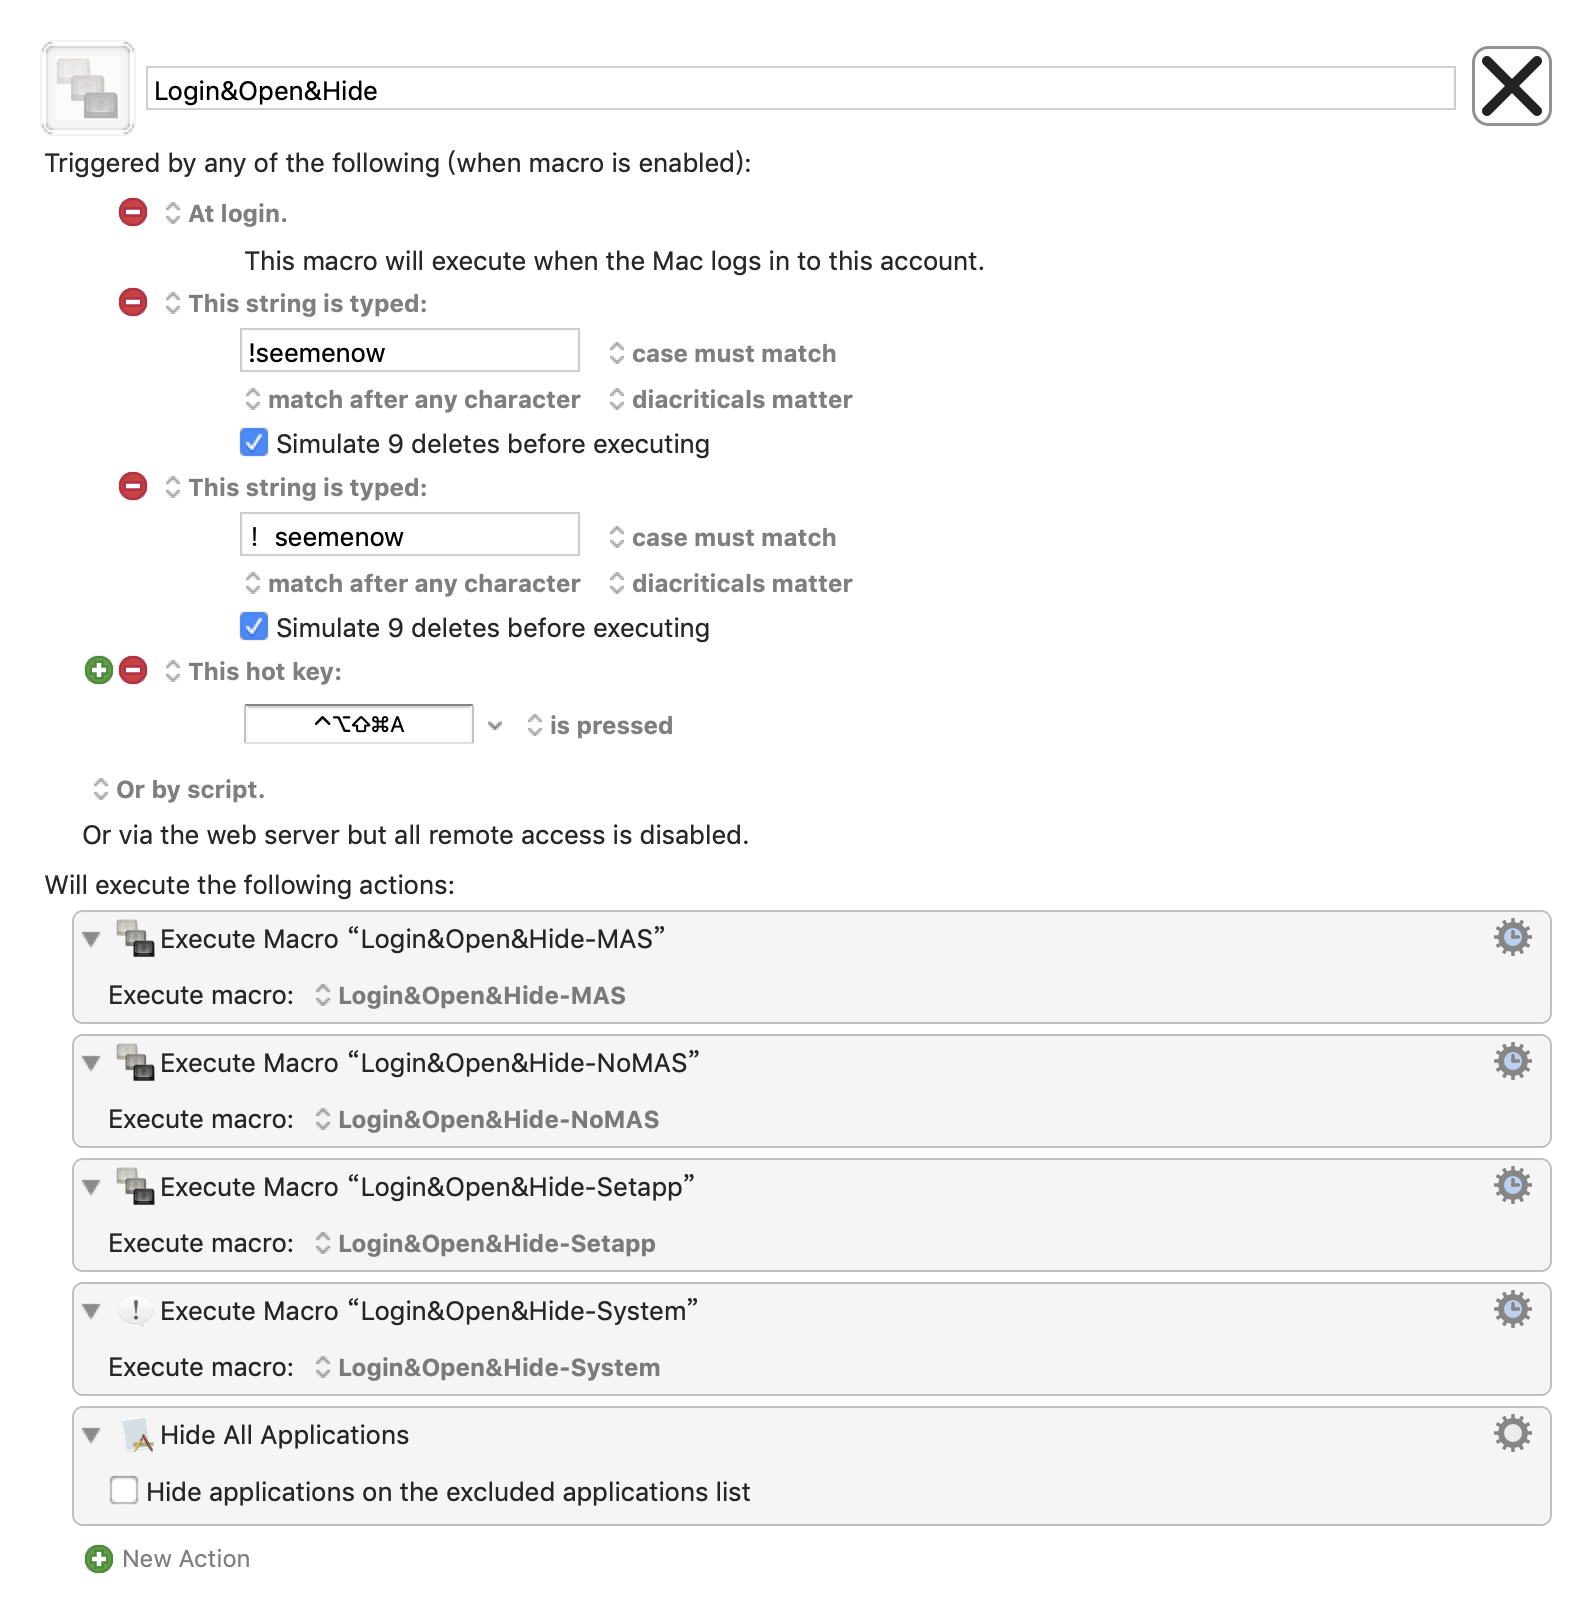 Login&Open&Hide
Triggered by any of the following (when macro is enabled):
At login.
This macro will execute when the Mac logs in to this account.
This string is typed:
!seemenow case must match
match after any character diacriticals matter
Simulate 9 deletes before executing
This string is typed:
！seemenow case must match
match after any character diacriticals matter
Simulate 9 deletes before executing
This hot key:
^⌥⇧⌘A is pressed
Or by script.
Or via the web server but all remote access is disabled.
Will execute the following actions:
Execute Macro “Login&Open&Hide-MAS”
Execute macro: Login&Open&Hide-MAS
Execute Macro “Login&Open&Hide-NoMAS”
Execute macro: Login&Open&Hide-NoMAS
Execute Macro “Login&Open&Hide-Setapp”
Execute macro: Login&Open&Hide-Setapp
Execute Macro “Login&Open&Hide-System”
Execute macro: Login&Open&Hide-System
Hide All Applications
Hide applications on the excluded applications list
New Action